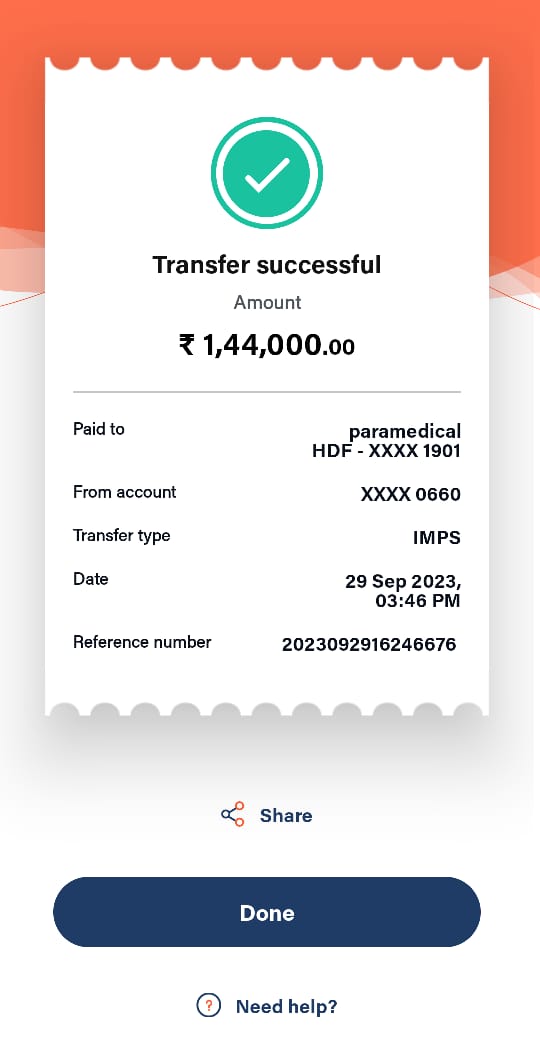 Transfer successful
Amount
₹ 1,44,000.00
Paid to
paramedical
HDF - XXXX 1901
From account
XXXX 0660
Transfer type
IMPS
Date
29 Sep 2023,
03:46 PM
Reference number
2023092916246676
Share
Done
? Need help?